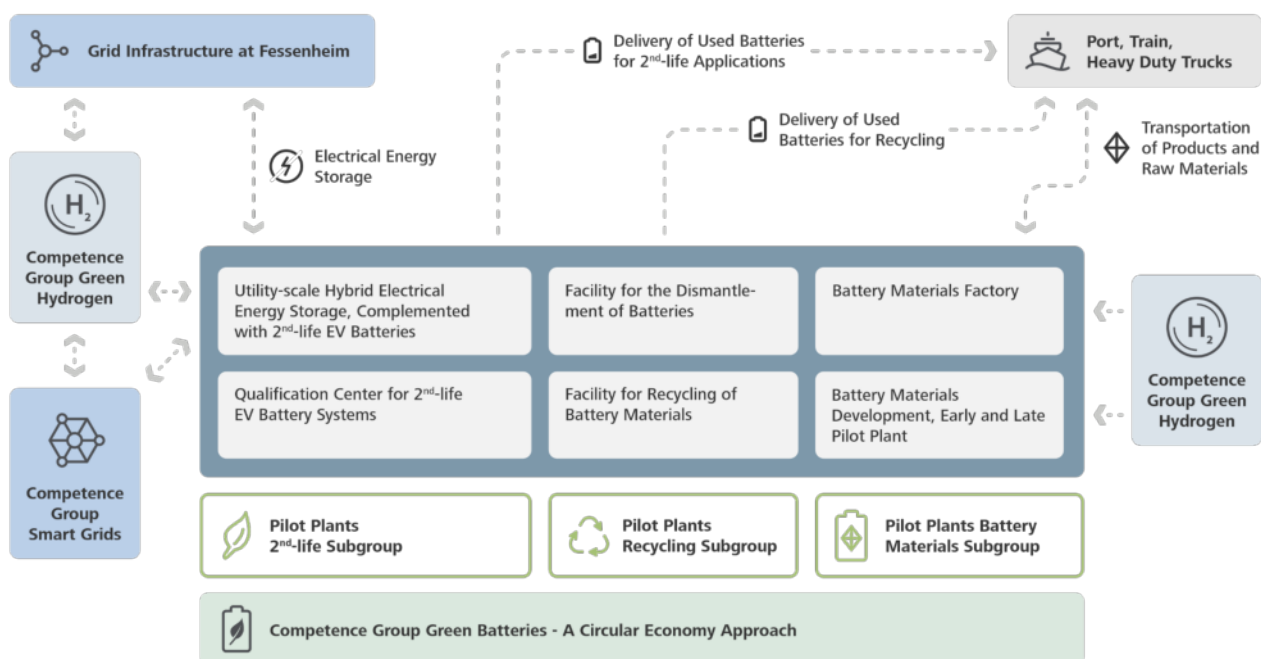 Grid Infrastructure at Fessenheim
Delivery of Used Batteries
for 2nd-life Applications
Port, Train,
Heavy Duty Trucks
Delivery of Used
Batteries for Recycling
Transportation
of Products and
Raw Materials
Electrical Energy
Storage
H2
Competence
Group Green
Hydrogen
Utility-scale Hybrid Electrical
Energy Storage, Complemented
with 2nd-life EV Batteries
Facility for the Dismantle-
ment of Batteries
Battery Materials Factory
H2
Competence
Group Green
Hydrogen
Qualification Center for 2nd-life
EV Battery Systems
Facility for Recycling of
Battery Materials
Battery Materials
Development, Early and Late
Pilot Plant
Competence
Group
Smart Grids
Pilot Plants
2nd-life Subgroup
Pilot Plants
Recycling Subgroup
Pilot Plants Battery
Materials Subgroup
Competence Group Green Batteries - A Circular Economy Approach